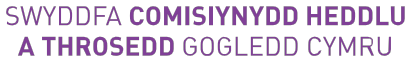 SWYDDFA COMISIYNYDD HEDDLU
A THROSEDD GOGLEDD CYMRU